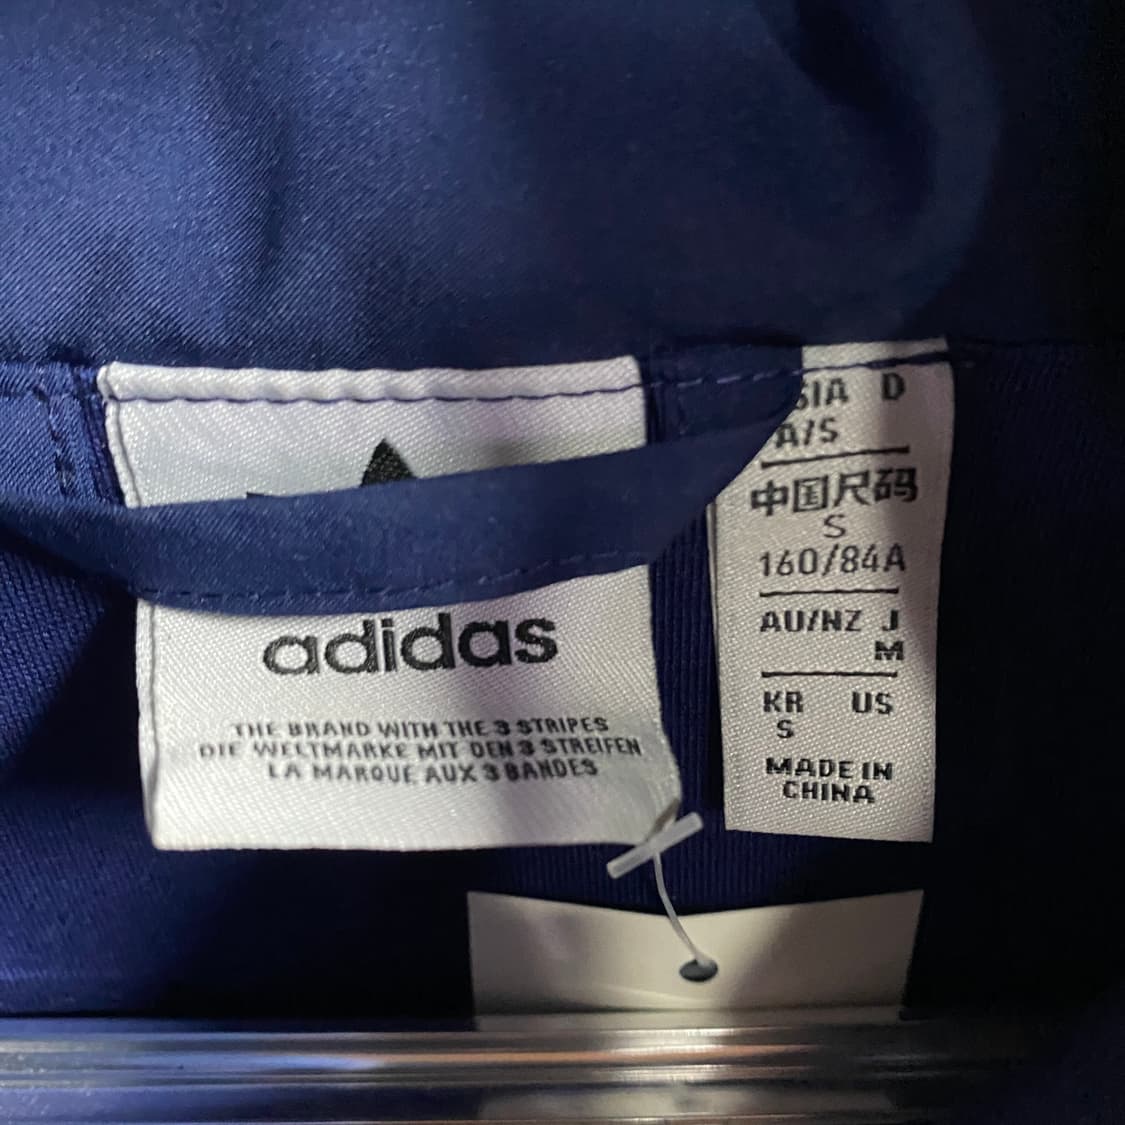 adidas
THE BRAND WITH THE 3 STRIPES
DIE WELTMARKE MIT DEN 3 STREIFEN
LA MARQUE AUX 3 BANDES
D
A/S
中国尺码
S
160/84A
AU/NZ J
M
KR US
S
MADE IN
CHINA